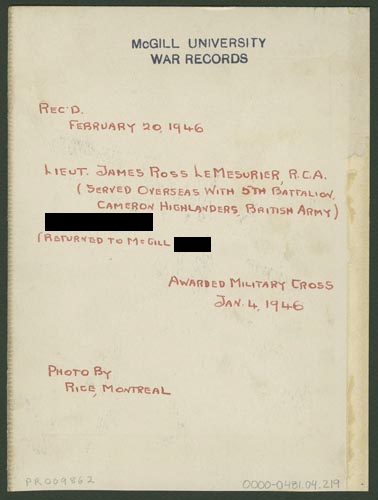 McGILL UNIVERSITY
WAR RECORDS
REC'D.
FEBRUARY 20, 1946
LIEUT. JAMES ROSS LEMESURIER, R.C.A.
(SERVED OVERSEAS WITH 5TH BATTALION,
CAMERON HIGHLANDERS, BRITISH ARMY)
(RETURNED TO McGILL
AWARDED MILITARY CROSS
JAN. 4, 1946
PHOTO BY
RICE, MONTREAL
PR009862
0000-0481.04.219